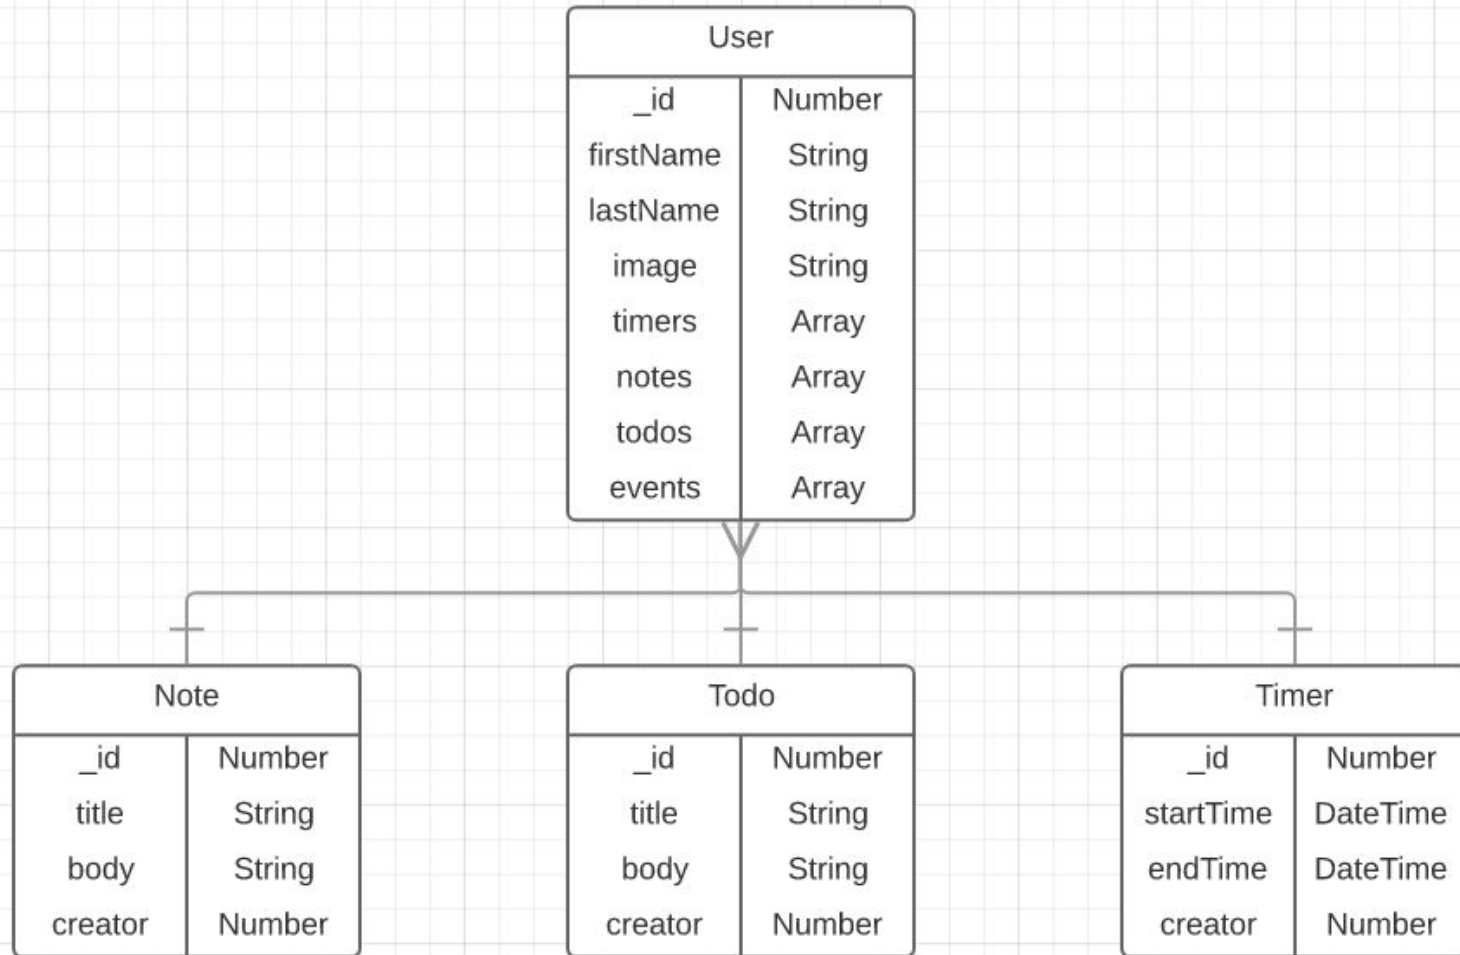 User
_id Number
firstName String
lastName String
image String
timers Array
notes Array
todos Array
events Array
Note
_id Number
title String
body String
creator Number
Todo
_id Number
title String
body String
creator Number
Timer
_id Number
startTime DateTime
endTime DateTime
creator Number